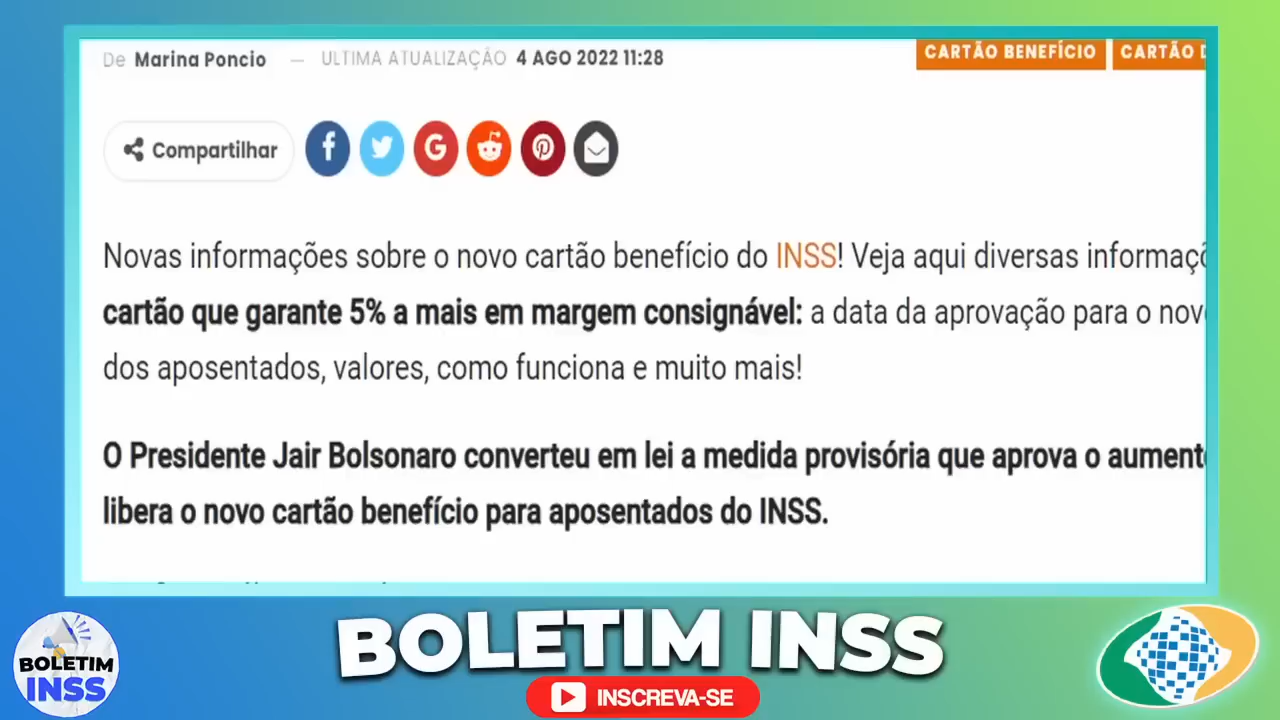 De Marina Poncio — ULTIMA ATUALIZAÇÃO 4 AGO 2022 11:28
CARTÃO BENEFÍCIO CARTÃO
Compartilhar
Novas informações sobre o novo cartão benefício do INSS! Veja aqui diversas
cartão que garante 5% a mais em margem consignável: a data da aprovação para o
dos aposentados, valores, como funciona e muito mais!
O Presidente Jair Bolsonaro converteu em lei a medida provisória que aprova o
libera o novo cartão benefício para aposentados do INSS.
BOLETIM INSS
BOLETIM
INSS
INSCREVA-SE